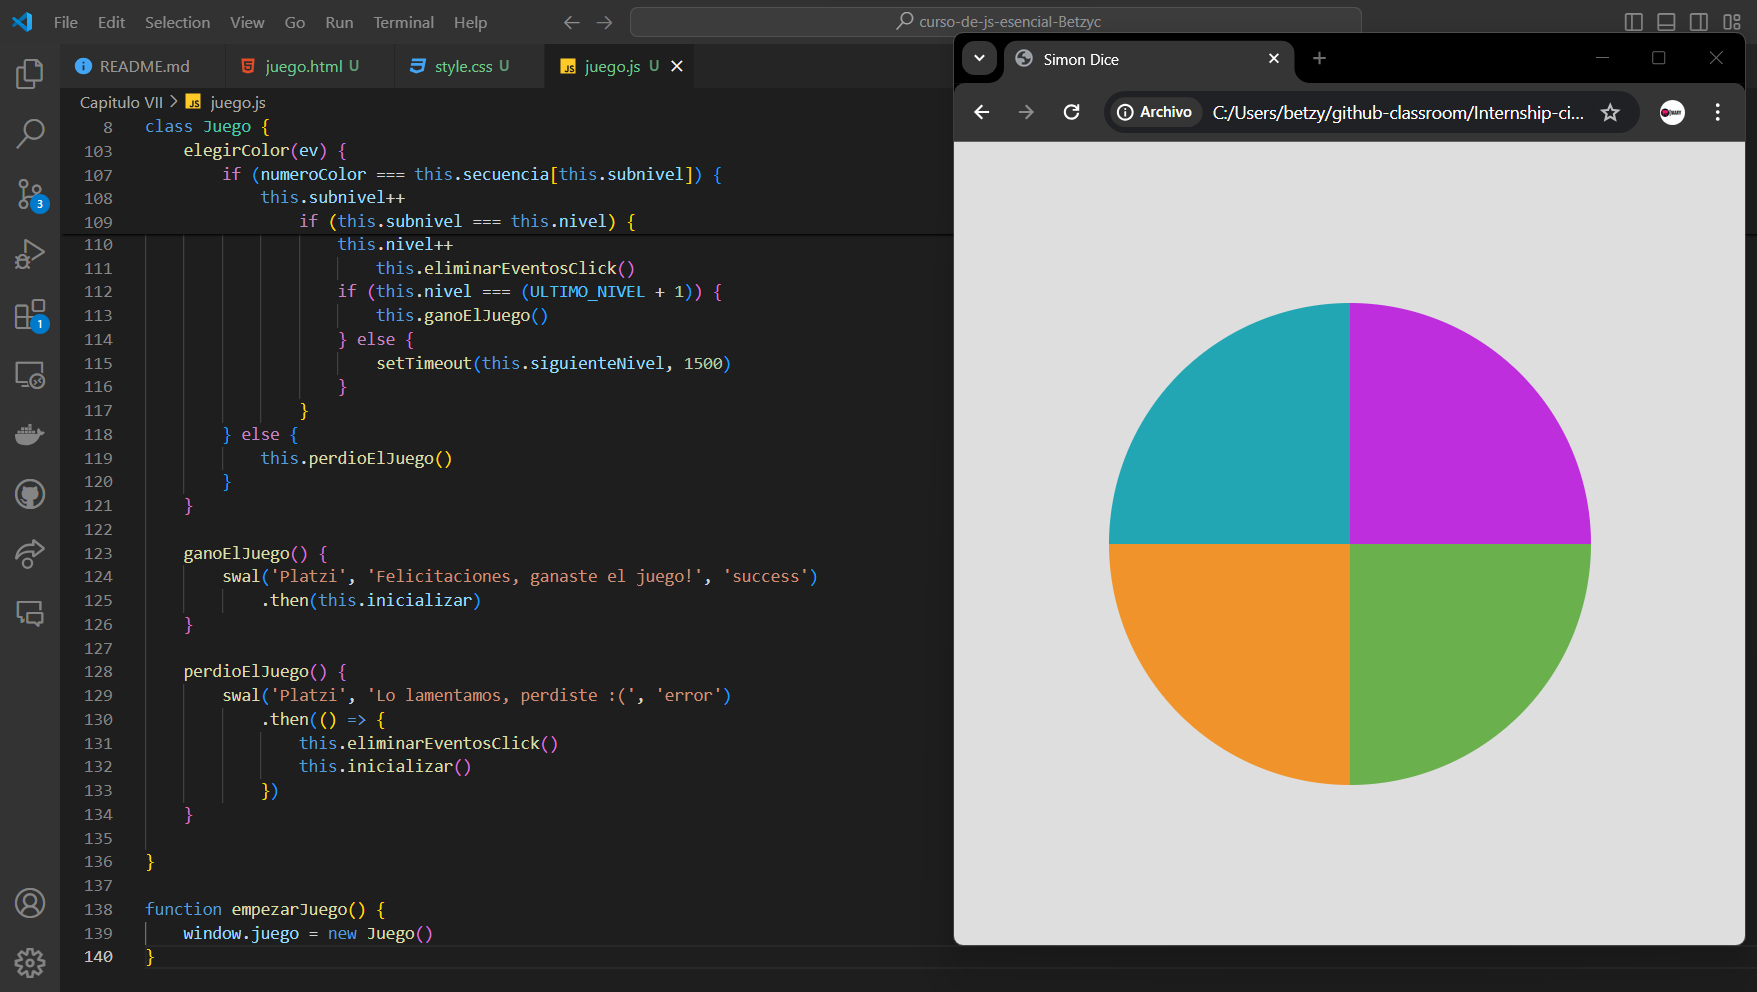 File Edit Selection View Go Run Terminal Help
curso-de-js-esencial-Betzyc
README.md
juego.html U
style.css U
juego.js U
Capitulo VII > juego.js
8 class Juego {
103 elegirColor(ev) {
107 if (numeroColor === this.secuencia[this.subnivel]) {
108 this.subnivel++
109 if (this.subnivel === this.nivel) {
110 this.nivel++
111 this.eliminarEventosClick()
112 if (this.nivel === (ULTIMO_NIVEL + 1)) {
113 this.ganoElJuego()
114 } else {
115 setTimeout(this.siguienteNivel, 1500)
116 }
117 }
118 } else {
119 this.perdioElJuego()
120 }
121 }
122
123 ganoElJuego() {
124 swal('Platzi', 'Felicitaciones, ganaste el juego!', 'success')
125 .then(this.inicializar)
126 }
127
128 perdioElJuego() {
129 swal('Platzi', 'Lo lamentamos, perdiste :(', 'error')
130 .then(() => {
131 this.eliminarEventosClick()
132 this.inicializar()
133 })
134 }
135
136 }
137
138 function empezarJuego() {
139 window.juego = new Juego()
140 }
3
1
Simon Dice
Archivo
C:/Users/betzy/github-classroom/Internship-ci...